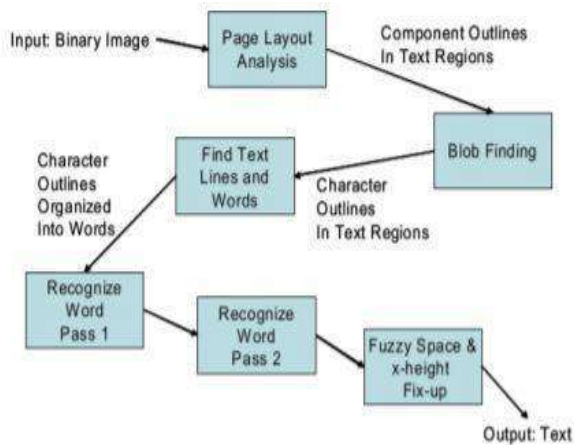 Input: Binary Image
Page Layout
Analysis
Component Outlines
In Text Regions
Blob Finding
Find Text
Lines and
Words
Character
Outlines
In Text Regions
Character
Outlines
Organized
Into Words
Recognize
Word
Pass 1
Recognize
Word
Pass 2
Fuzzy Space &
x-height
Fix-up
Output: Text